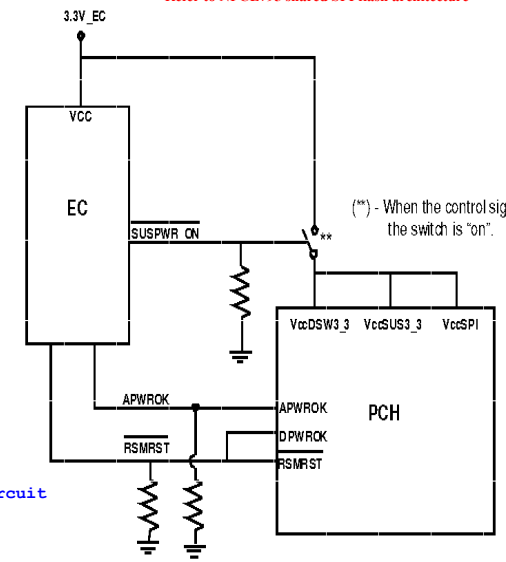 3.3V_EC
VCC
EC
SUSPWR_ON
(**) - When the control sig
the switch is “on”.
**
VccDSW3_3 VccSUS3_3 VccSPI
APWROK
APWROK
DPWROK
PCH
RSMRST
RSMRST
rcuit